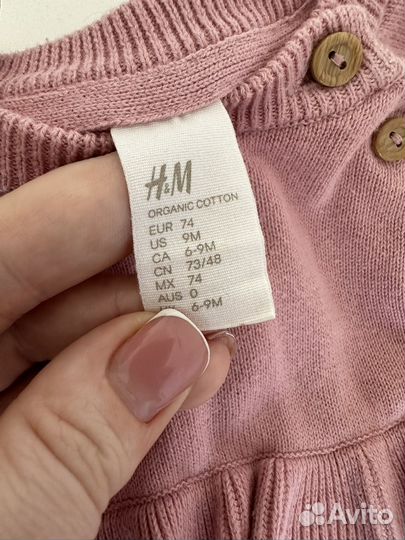 H&M
ORGANIC COTTON
EUR 74
US 9M
CA 6-9M
CN 73/48
MX 74
AUS 0
6-9M
Avito